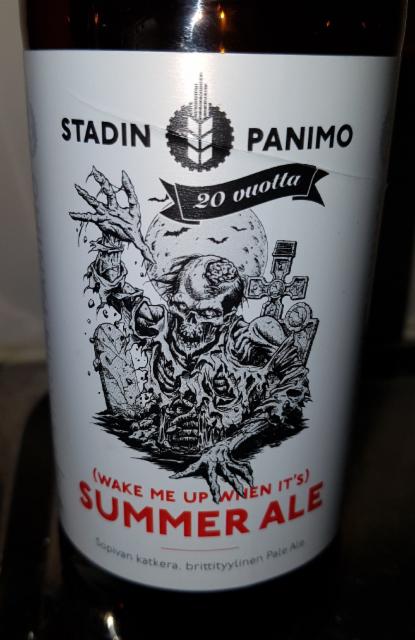 STADIN PANIMO
20 vuotta
(WAKE ME UP WHEN IT'S)
SUMMER ALE
Sopivan katkera, brittityylinen Pale Ale.